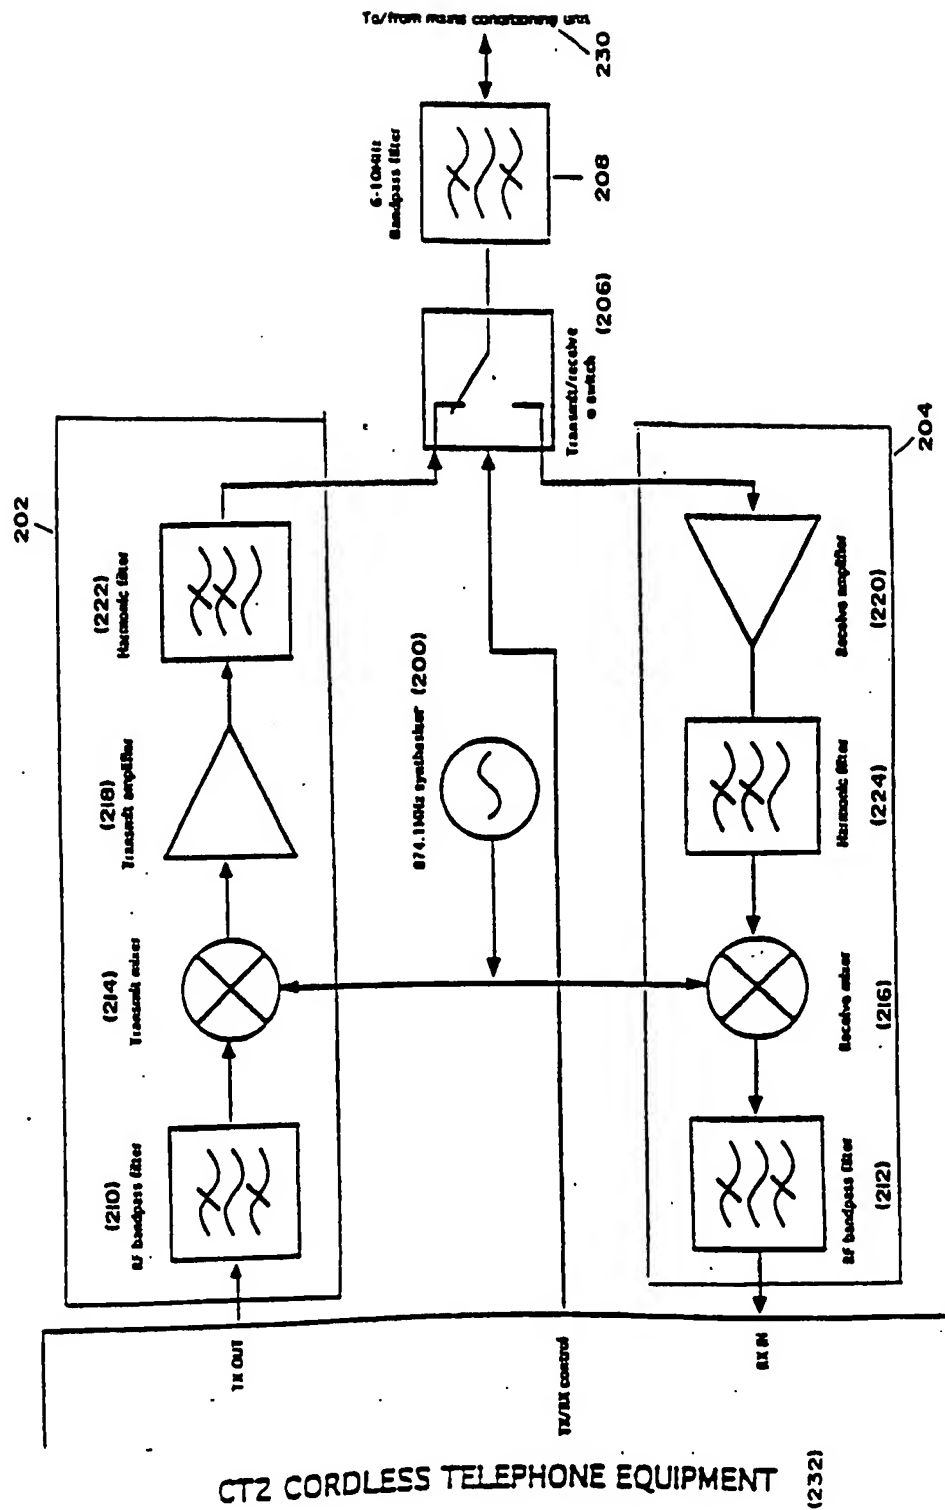 To/from mains conditioning unit
230
6-10MHz
Bandpass filter
208
(206)
Transmit/receive
switch
202
204
(222)
Harmonic filter
(218)
Transmit amplifier
(214)
Transmit mixer
(210)
RF bandpass filter
874.1MHz synthesiser (200)
Receive amplifier
(220)
Harmonic filter
(224)
Receive mixer
(216)
RF bandpass filter
(212)
TX OUT
TX/RX control
RX IN
CT2 CORDLESS TELEPHONE EQUIPMENT
(232)